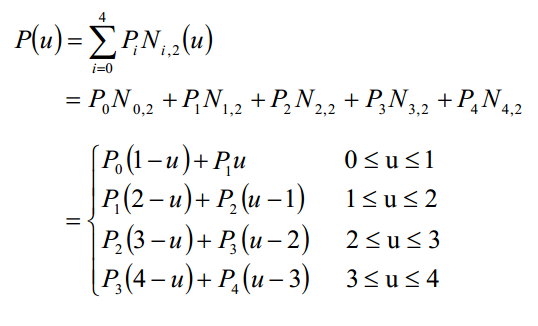 P(u) = ∑_{i=0}^{4} P_i N_{i,2}(u)
= P_0 N_{0,2} + P_1 N_{1,2} + P_2 N_{2,2} + P_3 N_{3,2} + P_4 N_{4,2}
= { P_0(1 − u) + P_1 u 0 ≤ u ≤ 1
P_1(2 − u) + P_2(u − 1) 1 ≤ u ≤ 2
P_2(3 − u) + P_3(u − 2) 2 ≤ u ≤ 3
P_3(4 − u) + P_4(u − 3) 3 ≤ u ≤ 4